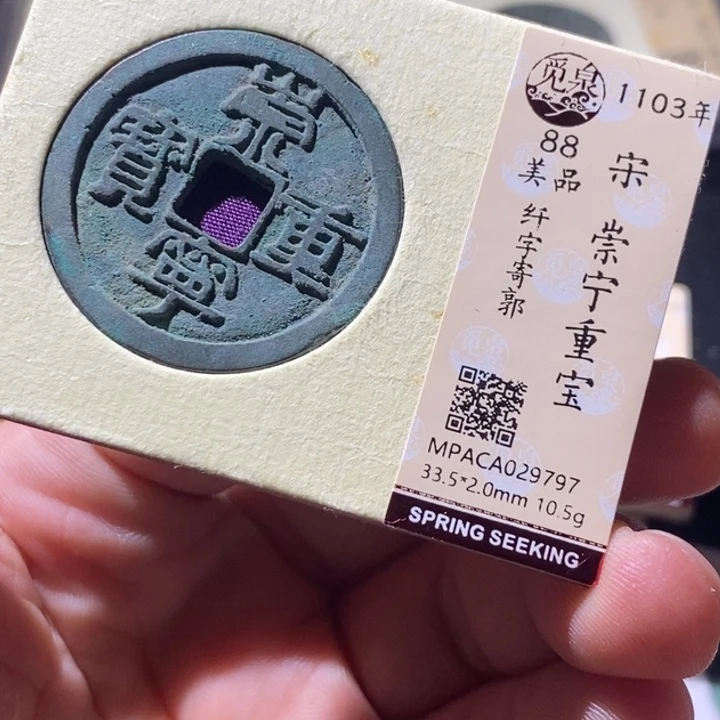 崇寧重寶
觅泉
1103年
88
美品
纤字寄郭
宋 崇宁重宝
MPACA029797
33.5*2.0mm 10.5g
SPRING SEEKING